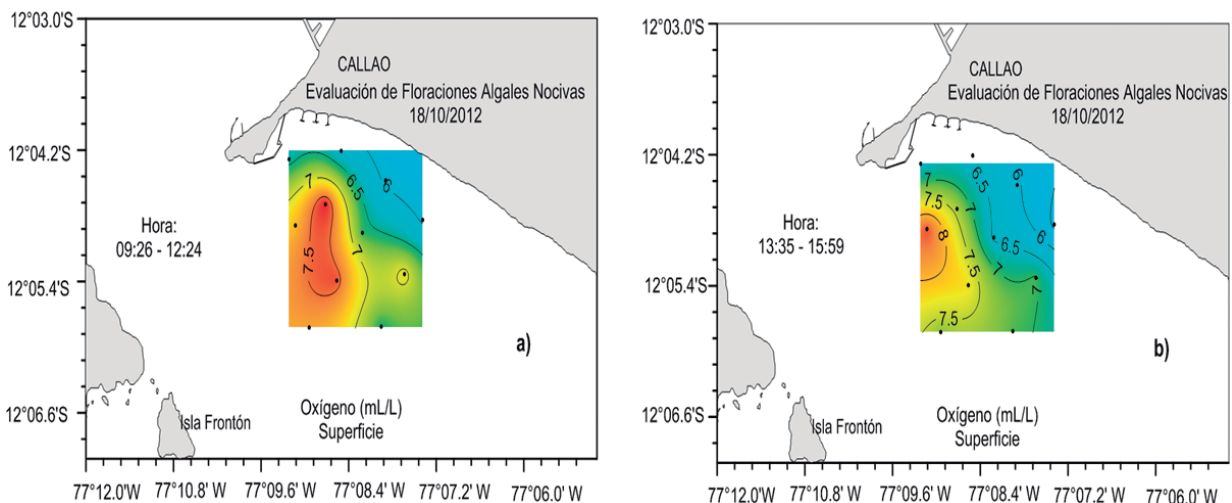 12°03.0'S
CALLAO
Evaluación de Floraciones Algales Nocivas
18/10/2012
12°04.2'S
6.5
6
7
7
7.5
Hora:
09:26 - 12:24
12°05.4'S
a)
12°06.6'S
Isla Frontón
Oxígeno (mL/L)
Superficie
77°12.0'W 77°10.8'W 77°09.6'W 77°08.4'W 77°07.2'W 77°06.0'W
12°03.0'S
CALLAO
Evaluación de Floraciones Algales Nocivas
18/10/2012
12°04.2'S
7
6.5
6
7.5
7
8
6
6.5
7.5
7
7
7.5
Hora:
13:35 - 15:59
12°05.4'S
b)
12°06.6'S
Isla Frontón
Oxígeno (mL/L)
Superficie
77°12.0'W 77°10.8'W 77°09.6'W 77°08.4'W 77°07.2'W 77°06.0'W